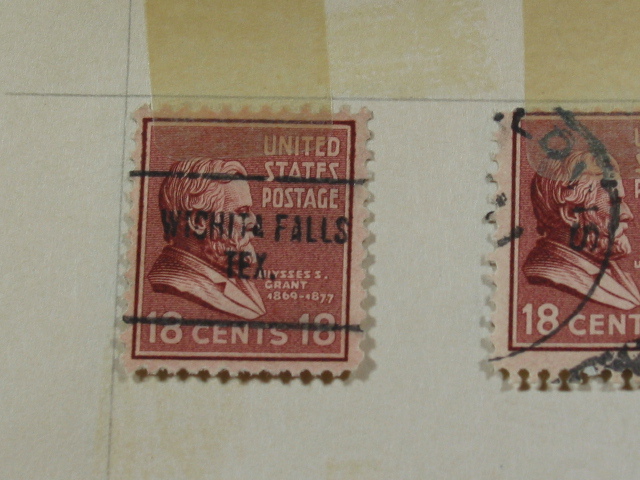 UNITED
STATES
POSTAGE
WICHITA FALLS
TEX.
ULYSSES S.
GRANT
1869-1877
18 CENTS 18
18 CENT